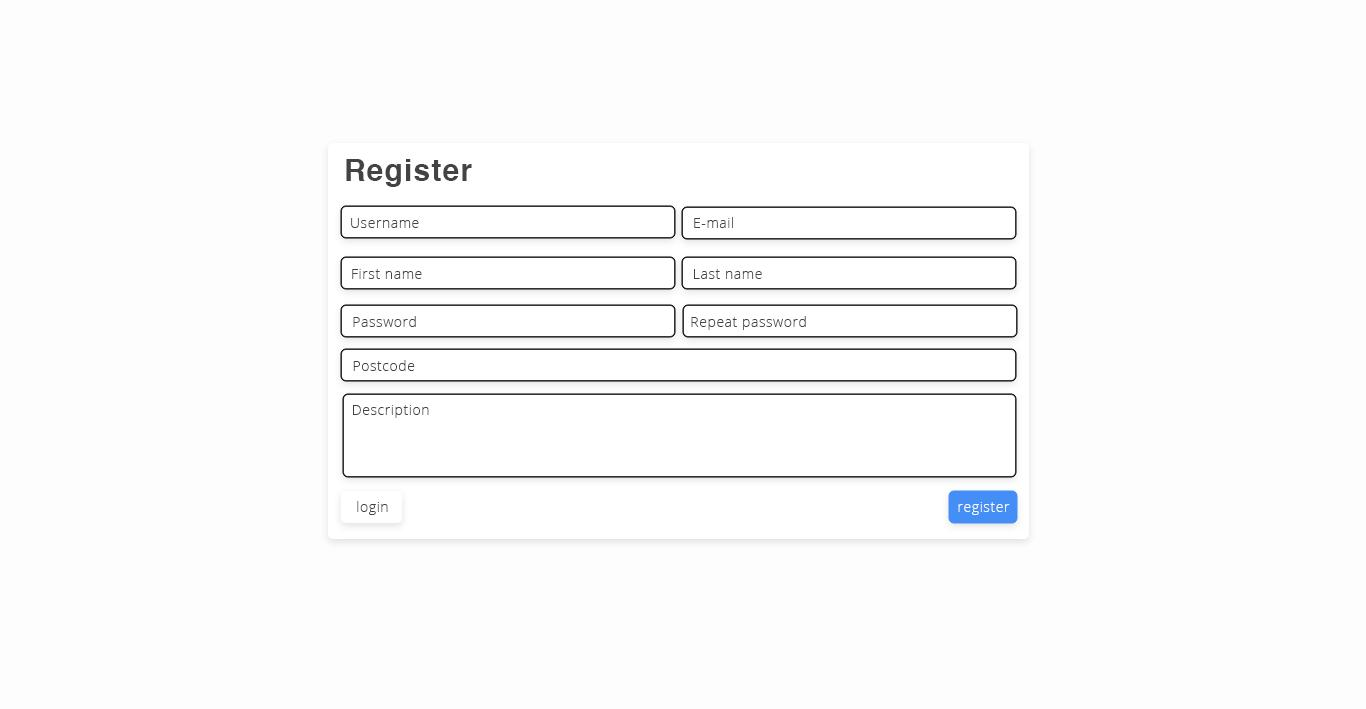 Register
Username
E-mail
First name
Last name
Password
Repeat password
Postcode
Description
login
register